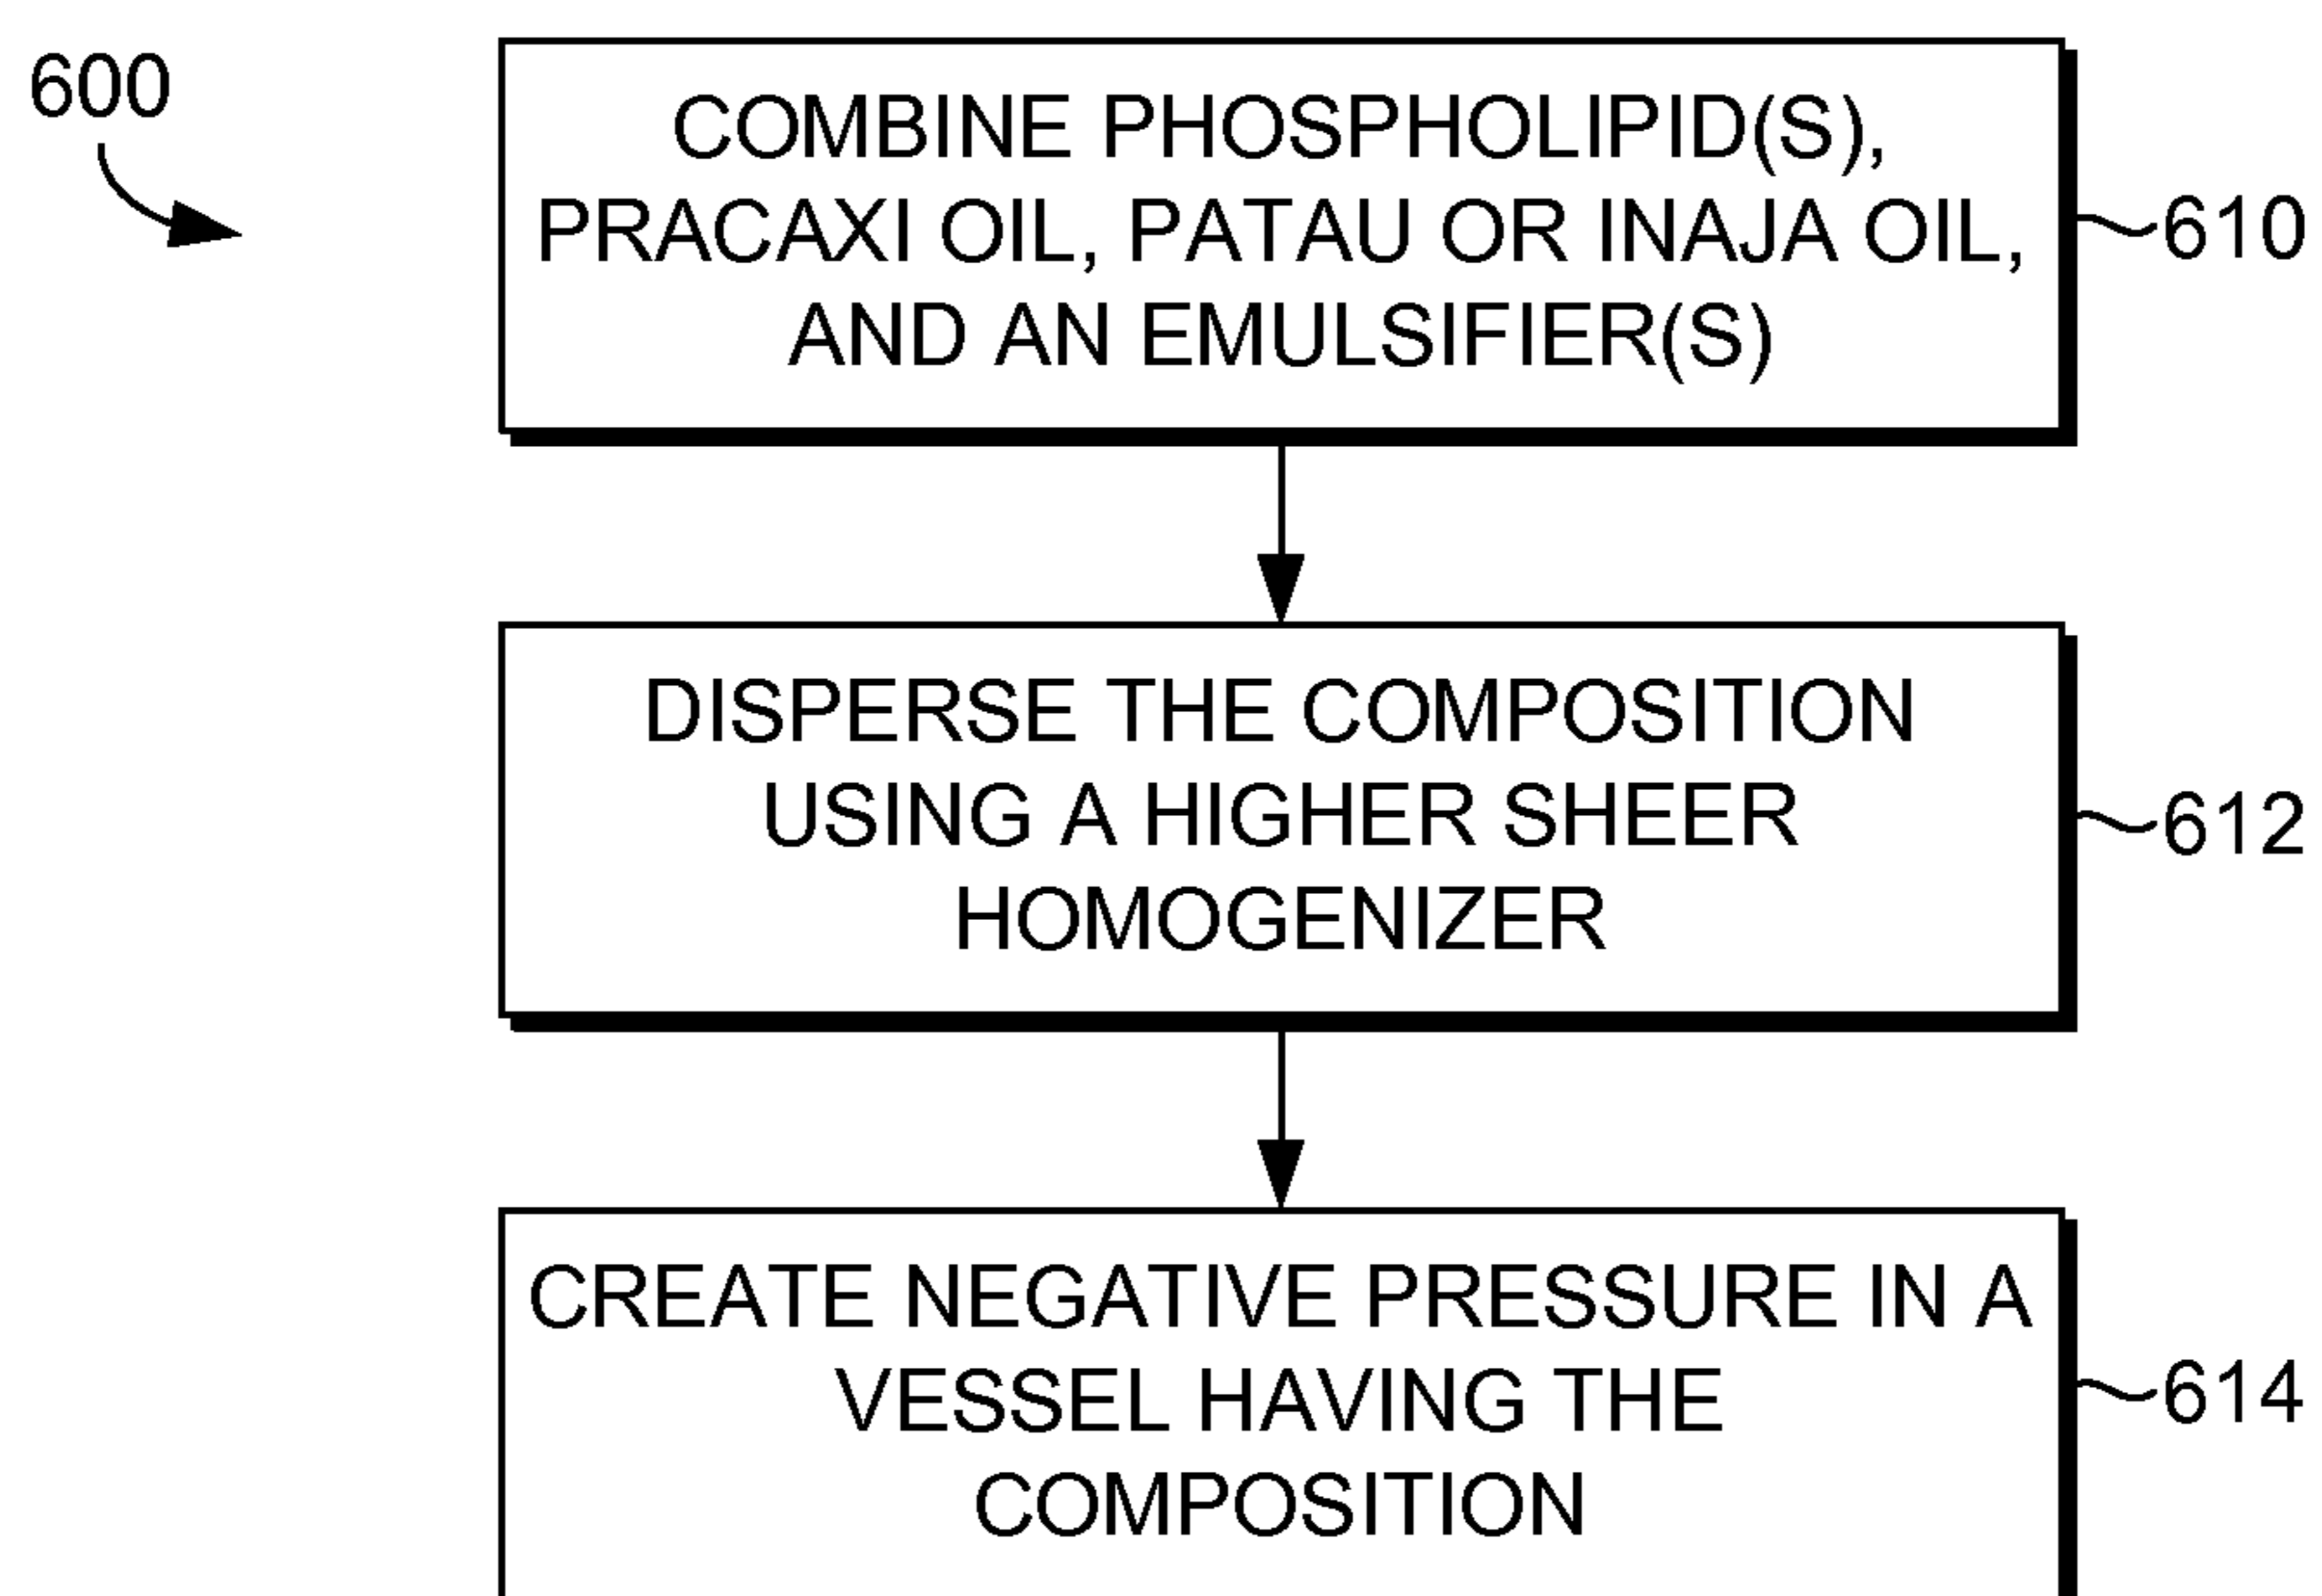 600
COMBINE PHOSPHOLIPID(S),
PRACAXI OIL, PATAU OR INAJA OIL,
AND AN EMULSIFIER(S)
610
DISPERSE THE COMPOSITION
USING A HIGHER SHEER
HOMOGENIZER
612
CREATE NEGATIVE PRESSURE IN A
VESSEL HAVING THE
COMPOSITION
614